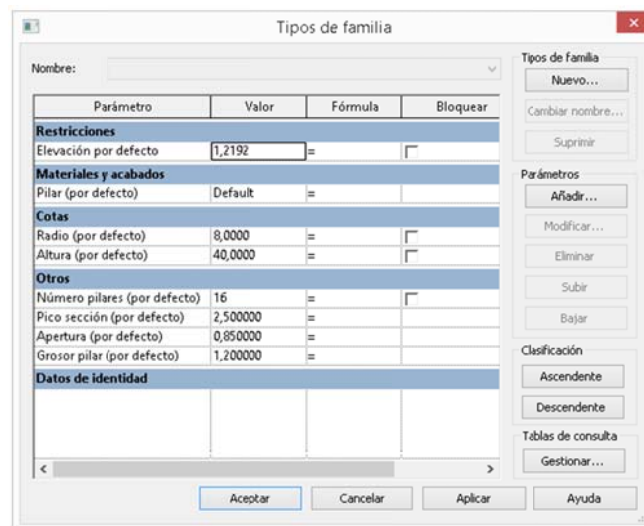 Tipos de familia
Nombre:
Parámetro Valor Fórmula Bloquear
Restricciones
Elevación por defecto 1,2192 =
Materiales y acabados
Pilar (por defecto) Default =
Cotas
Radio (por defecto) 8,0000 =
Altura (por defecto) 40,0000 =
Otros
Número pilares (por defecto) 16 =
Pico sección (por defecto) 2,500000 =
Apertura (por defecto) 0,850000 =
Grosor pilar (por defecto) 1,200000 =
Datos de identidad
Tipos de familia
Nuevo...
Cambiar nombre...
Suprimir
Parámetros
Añadir...
Modificar...
Eliminar
Subir
Bajar
Clasificación
Ascendente
Descendente
Tablas de consulta
Gestionar...
Aceptar Cancelar Aplicar Ayuda